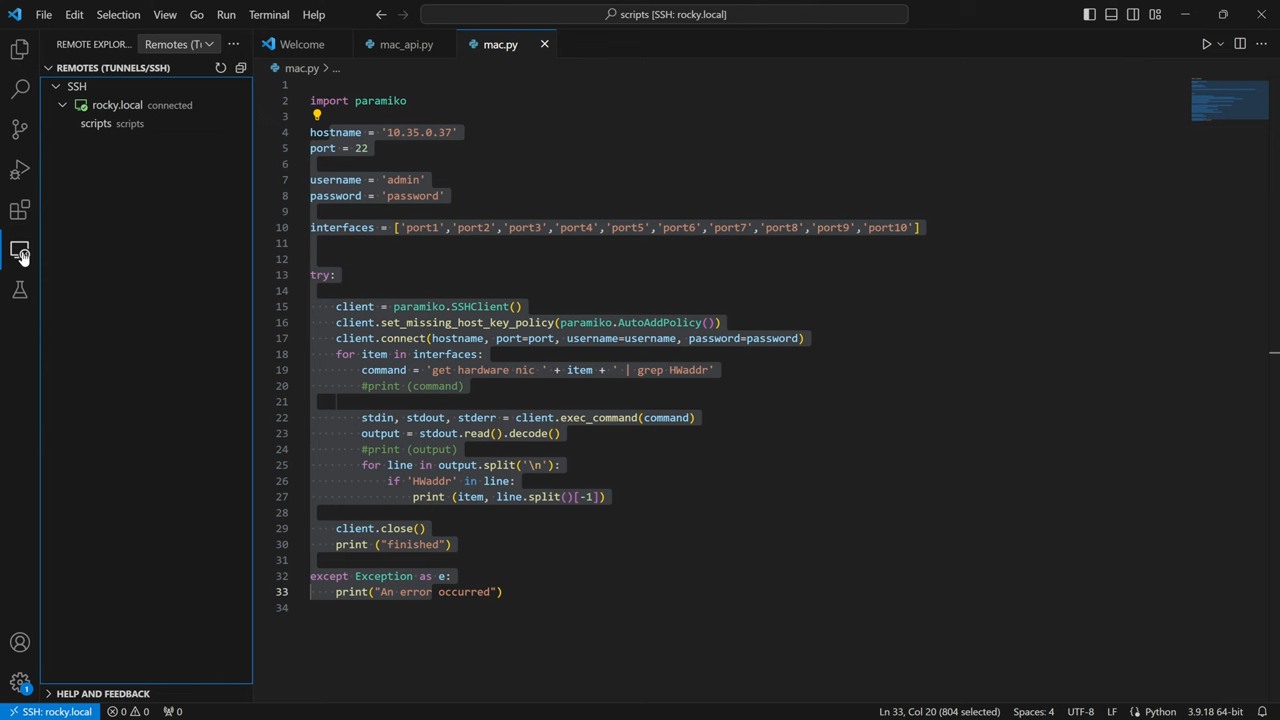 File Edit Selection View Go Run Terminal Help
scripts [SSH: rocky.local]
REMOTE EXPLOR... Remotes (Tu ...
Welcome mac_api.py mac.py
REMOTES (TUNNELS/SSH)
SSH
rocky.local connected
scripts scripts
mac.py > ...
1
2 import paramiko
3
4 hostname = '10.35.0.37'
5 port = 22
6
7 username = 'admin'
8 password = 'password'
9
10 interfaces = ['port1','port2','port3','port4','port5','port6','port7','port8','port9','port10']
11
12
13 try:
14
15 client = paramiko.SSHClient()
16 client.set_missing_host_key_policy(paramiko.AutoAddPolicy())
17 client.connect(hostname, port=port, username=username, password=password)
18 for item in interfaces:
19 command = 'get hardware nic ' + item + ' | grep HWaddr'
20 #print (command)
21
22 stdin, stdout, stderr = client.exec_command(command)
23 output = stdout.read().decode()
24 #print (output)
25 for line in output.split('\n'):
26 if 'HWaddr' in line:
27 print (item, line.split()[-1])
28
29 client.close()
30 print ("finished")
31
32 except Exception as e:
33 print("An error occurred")
34
HELP AND FEEDBACK
1
SSH: rocky.local 0 0 0 Ln 33, Col 20 (804 selected) Spaces: 4 UTF-8 LF Python 3.9.18 64-bit